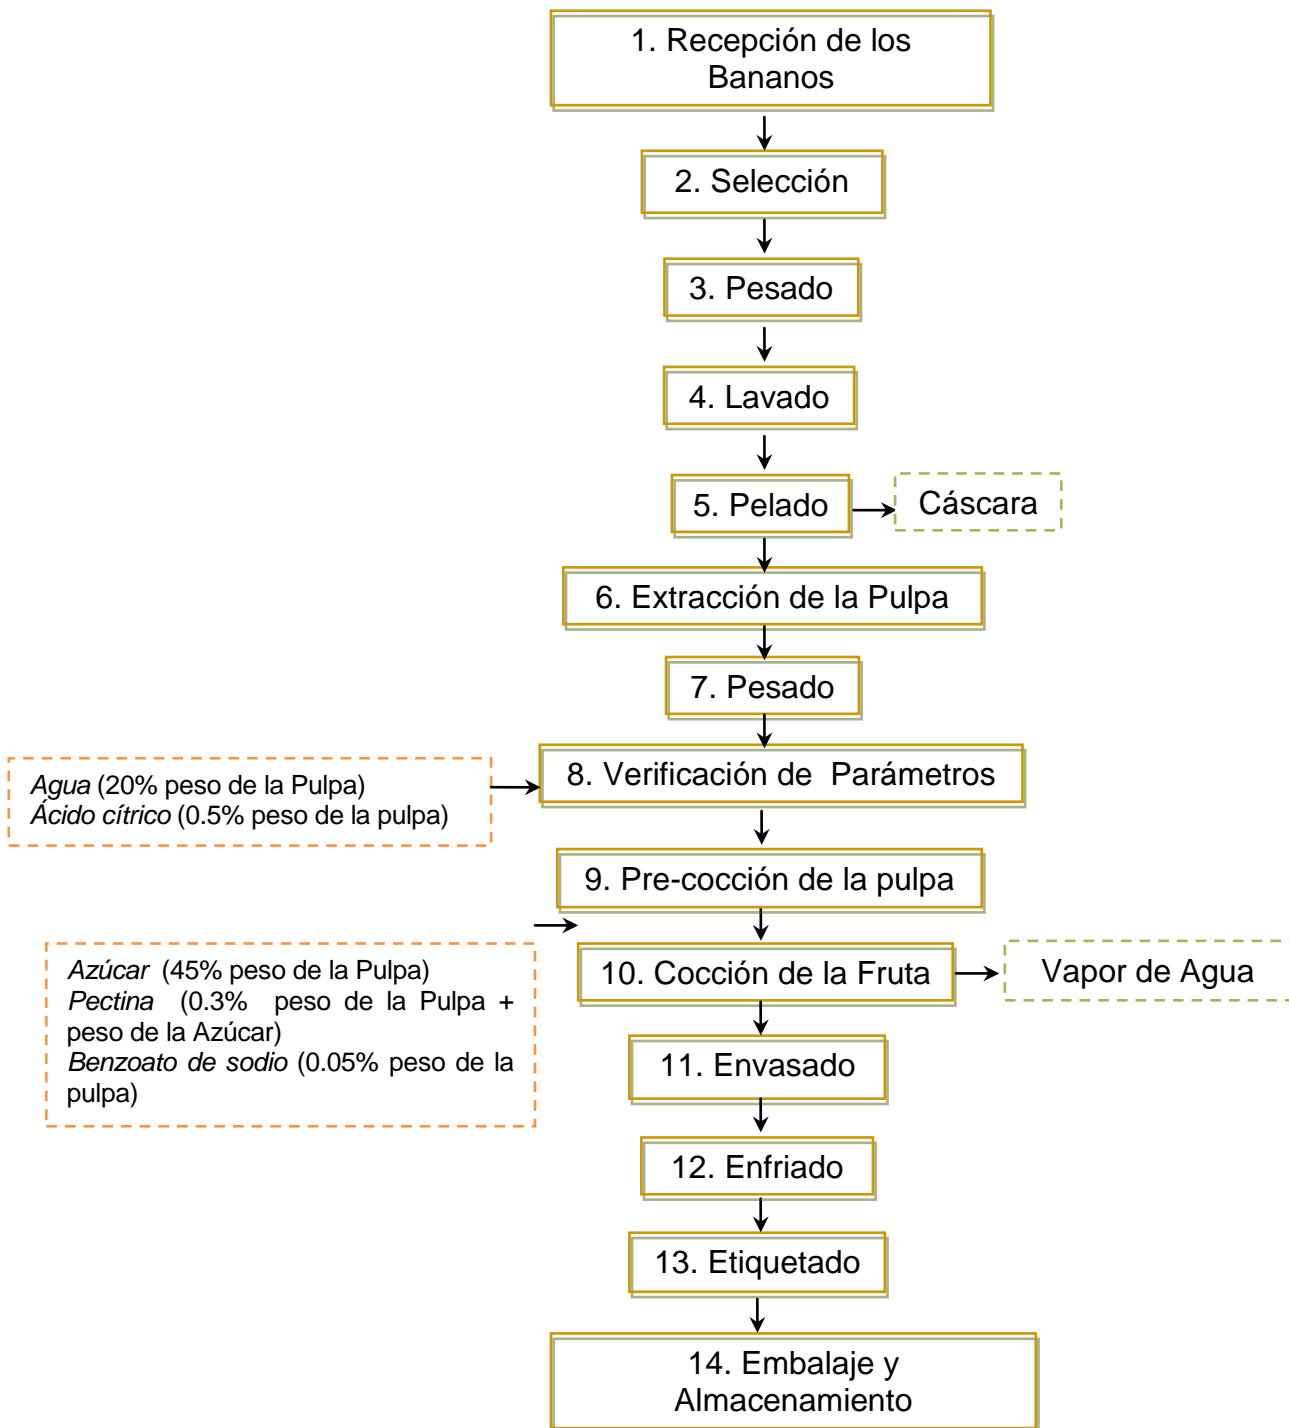 1. Recepción de los
Bananos
2. Selección
3. Pesado
4. Lavado
5. Pelado
Cáscara
6. Extracción de la Pulpa
7. Pesado
Agua (20% peso de la Pulpa)
Ácido cítrico (0.5% peso de la pulpa)
8. Verificación de Parámetros
9. Pre-cocción de la pulpa
Azúcar (45% peso de la Pulpa)
Pectina (0.3% peso de la Pulpa +
peso de la Azúcar)
Benzoato de sodio (0.05% peso de la
pulpa)
10. Cocción de la Fruta
Vapor de Agua
11. Envasado
12. Enfriado
13. Etiquetado
14. Embalaje y
Almacenamiento